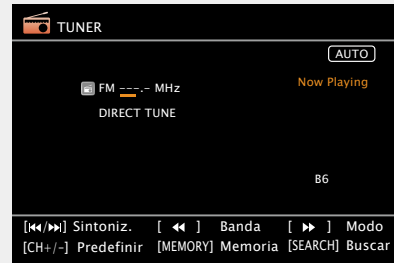 TUNER
AUTO
FM ---.- MHz
Now Playing
DIRECT TUNE
B6
[⏮/⏭] Sintoniz. [ ◀◀ ] Banda [ ▶▶ ] Modo
[CH+/-] Predefinir [MEMORY] Memoria [SEARCH] Buscar